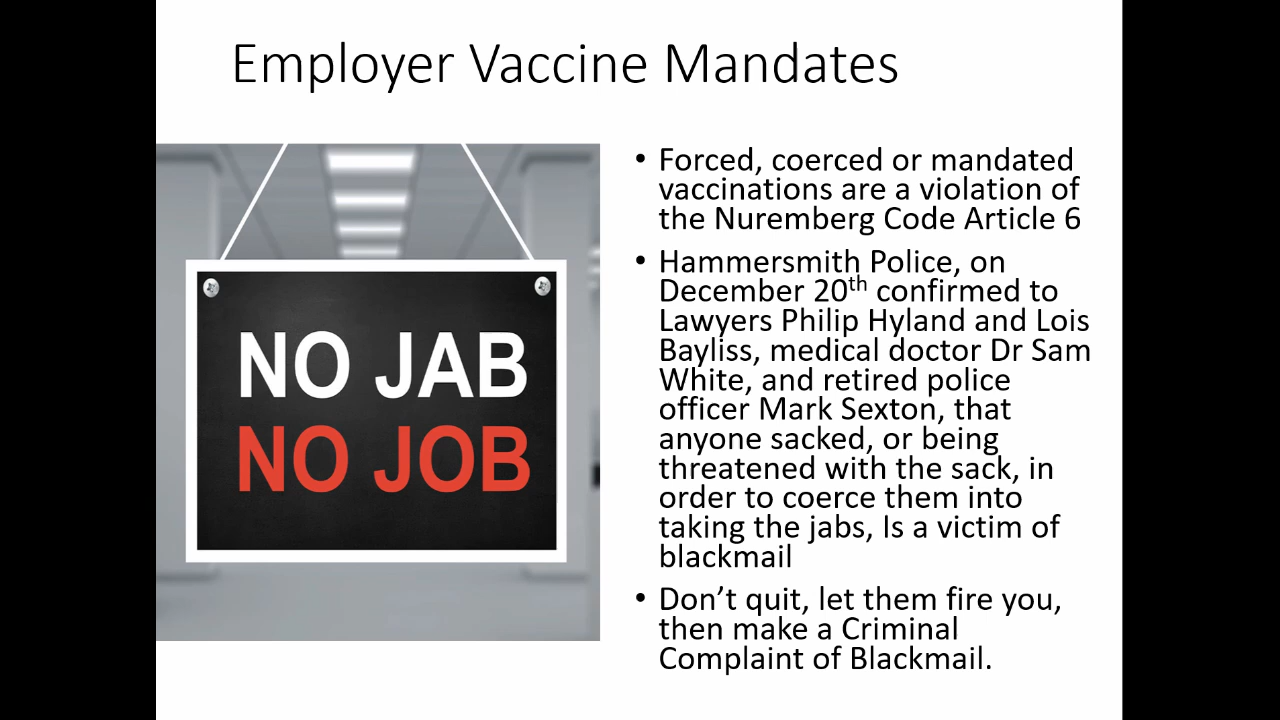 Employer Vaccine Mandates
NO JAB
NO JOB
• Forced, coerced or mandated
vaccinations are a violation of
the Nuremberg Code Article 6
• Hammersmith Police, on
December 20th confirmed to
Lawyers Philip Hyland and Lois
Bayliss, medical doctor Dr Sam
White, and retired police
officer Mark Sexton, that
anyone sacked, or being
threatened with the sack, in
order to coerce them into
taking the jabs, Is a victim of
blackmail
• Don’t quit, let them fire you,
then make a Criminal
Complaint of Blackmail.